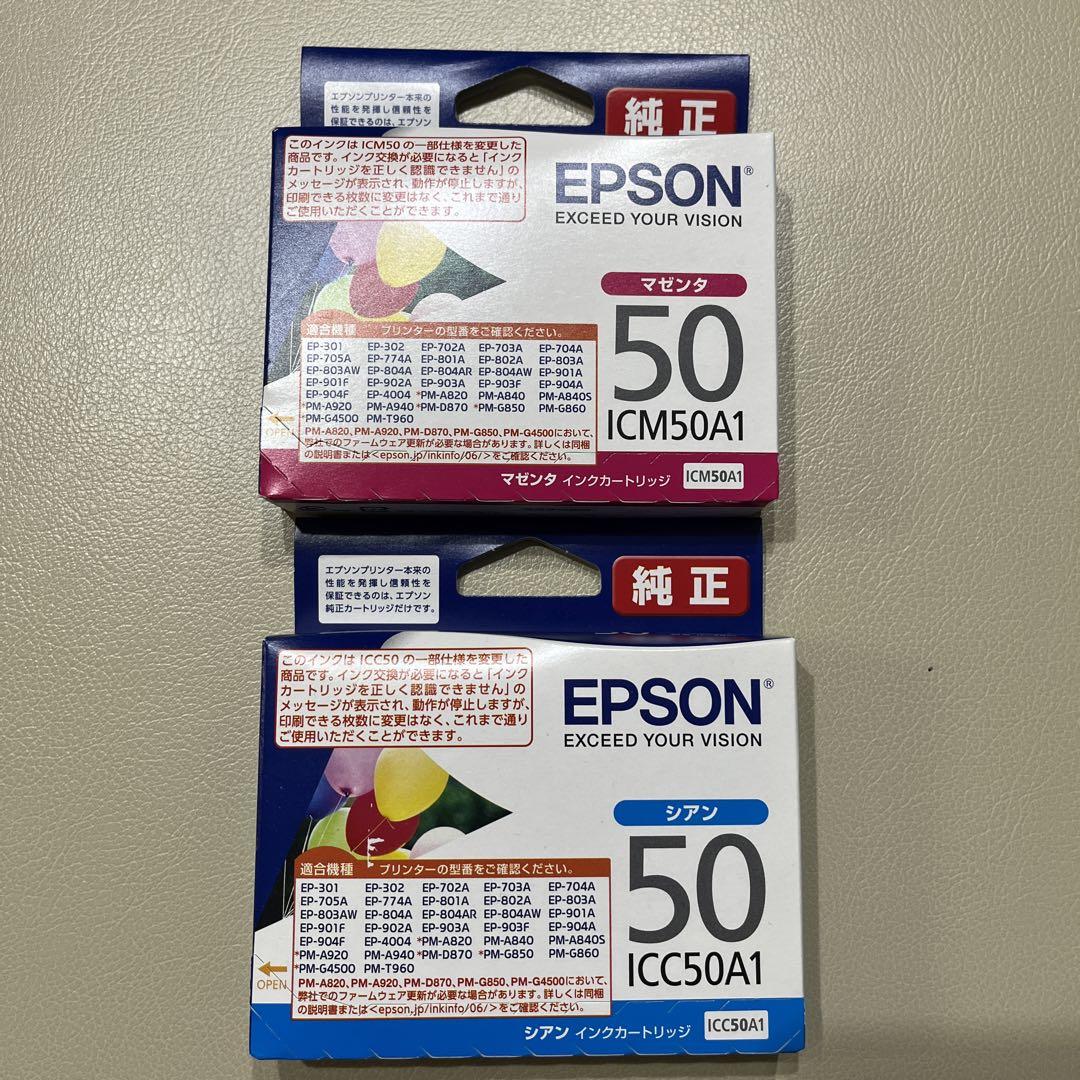 エプソンプリンター本来の
性能を発揮し信頼性を
保証できるのは、エプソン
純正
このインクは ICM50 の一部仕様を変更した
商品です。インク交換が必要になると「インク
カートリッジを正しく認識できません」の
メッセージが表示され、動作が停止しますが、
印刷できる枚数に変更はなく、これまで通り
ご使用いただくことができます。
EPSON®
EXCEED YOUR VISION
マゼンタ
50
ICM50A1
適合機種 プリンターの型番をご確認ください。
EP-301 EP-302 EP-702A EP-703A EP-704A
EP-705A EP-774A EP-801A EP-802A EP-803A
EP-803AW EP-804A EP-804AR EP-804AW EP-901A
EP-901F EP-902A EP-903A EP-903F EP-904A
EP-904F EP-4004 *PM-A820 PM-A840 PM-A840S
*PM-A920 PM-A940 *PM-D870 *PM-G850 PM-G860
*PM-G4500 PM-T960
PM-A820、PM-A920、PM-D870、PM-G850、PM-G4500において、
弊社でのファームウェア更新が必要な場合があります。詳しくは同梱
の説明書または<epson.jp/inkinfo/06/>をご確認ください。
OPEN
マゼンタ インクカートリッジ ICM50A1
エプソンプリンター本来の
性能を発揮し信頼性を
保証できるのは、エプソン
純正カートリッジだけです。
純正
このインクは ICC50 の一部仕様を変更した
商品です。インク交換が必要になると「インク
カートリッジを正しく認識できません」の
メッセージが表示され、動作が停止しますが、
印刷できる枚数に変更はなく、これまで通り
ご使用いただくことができます。
EPSON®
EXCEED YOUR VISION
シアン
50
ICC50A1
適合機種 プリンターの型番をご確認ください。
EP-301 EP-302 EP-702A EP-703A EP-704A
EP-705A EP-774A EP-801A EP-802A EP-803A
EP-803AW EP-804A EP-804AR EP-804AW EP-901A
EP-901F EP-902A EP-903A EP-903F EP-904A
EP-904F EP-4004 *PM-A820 PM-A840 PM-A840S
*PM-A920 PM-A940 *PM-D870 *PM-G850 PM-G860
*PM-G4500 PM-T960
PM-A820、PM-A920、PM-D870、PM-G850、PM-G4500において、
弊社でのファームウェア更新が必要な場合があります。詳しくは同梱
の説明書または<epson.jp/inkinfo/06/>をご確認ください。
OPEN
シアン インクカートリッジ ICC50A1